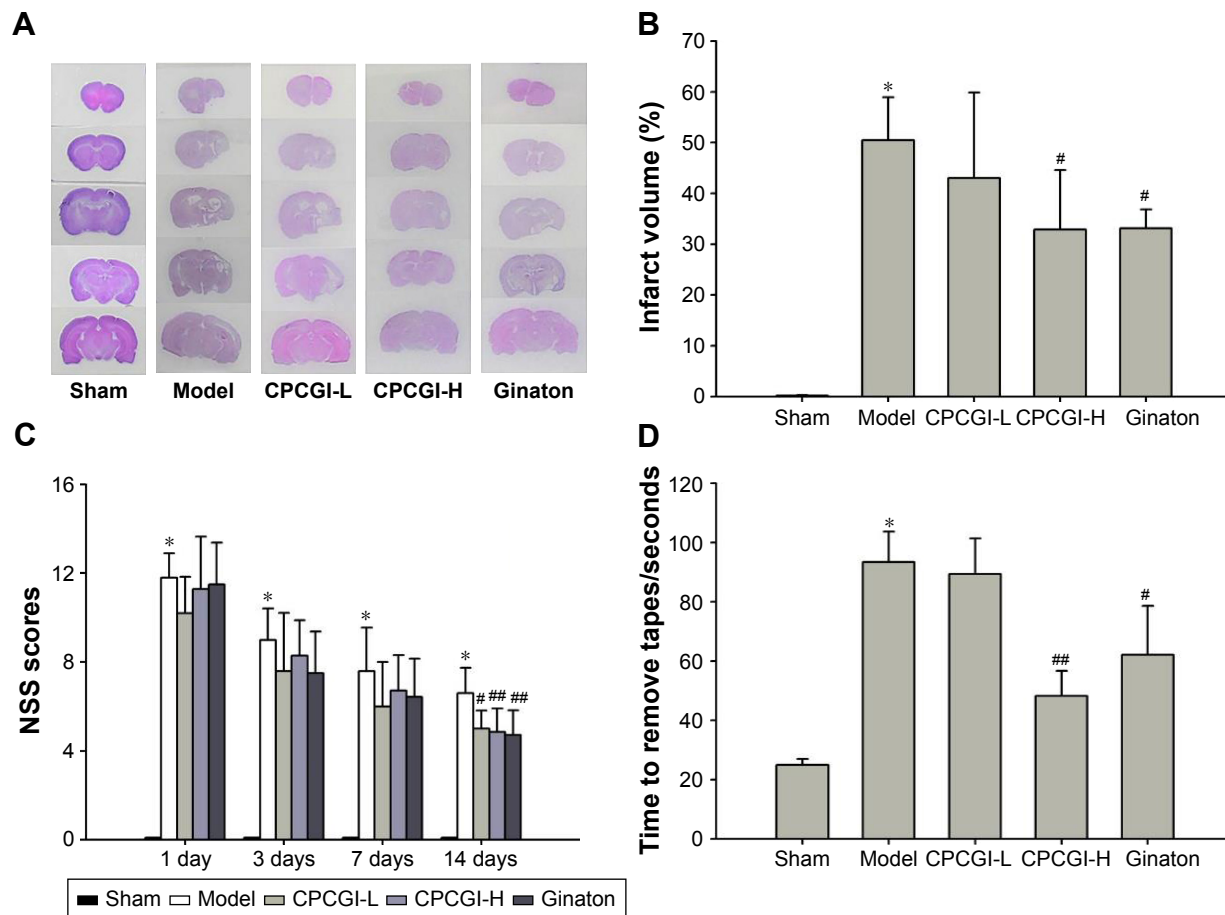 A
Sham Model CPCGI-L CPCGI-H Ginaton
B
Infarct volume (%)
70
60
50
40
30
20
10
0
*
#
#
Sham Model CPCGI-L CPCGI-H Ginaton
C
NSS scores
16
12
8
4
0
*
*
*
*
# ## ##
1 day 3 days 7 days 14 days
Sham Model CPCGI-L CPCGI-H Ginaton
D
Time to remove tapes/seconds
120
100
80
60
40
20
0
*
##
#
Sham Model CPCGI-L CPCGI-H Ginaton